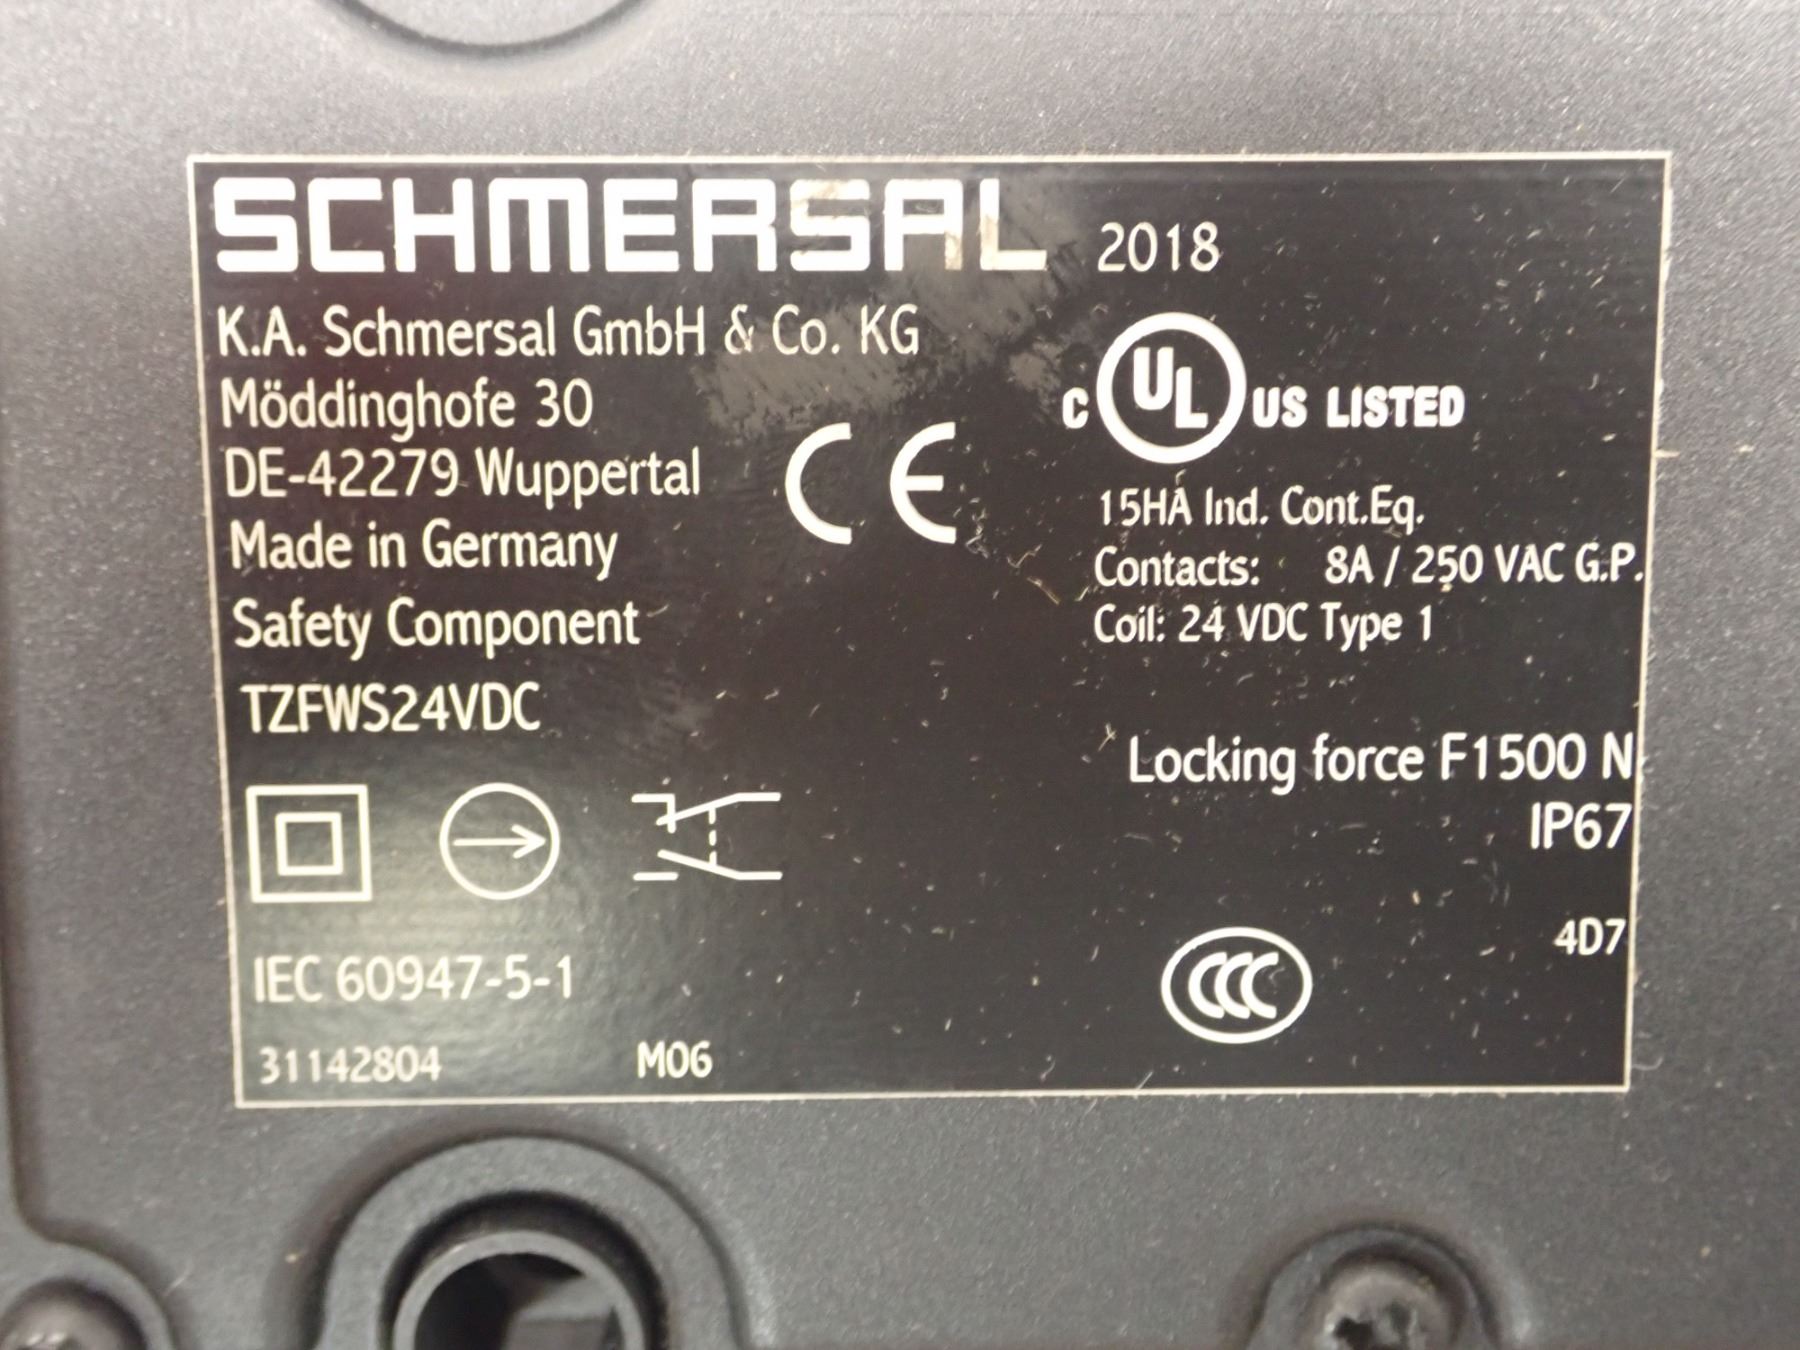 SCHMERSAL 2018
K.A. Schmersal GmbH & Co. KG
Möddinghofe 30
DE-42279 Wuppertal
Made in Germany
Safety Component
TZFWS24VDC
CE
C UL US LISTED
15HA Ind. Cont.Eq.
Contacts: 8A / 250 VAC G.P.
Coil: 24 VDC Type 1
Locking force F1500 N
IP67
4D7
IEC 60947-5-1
CCC
31142804 M06